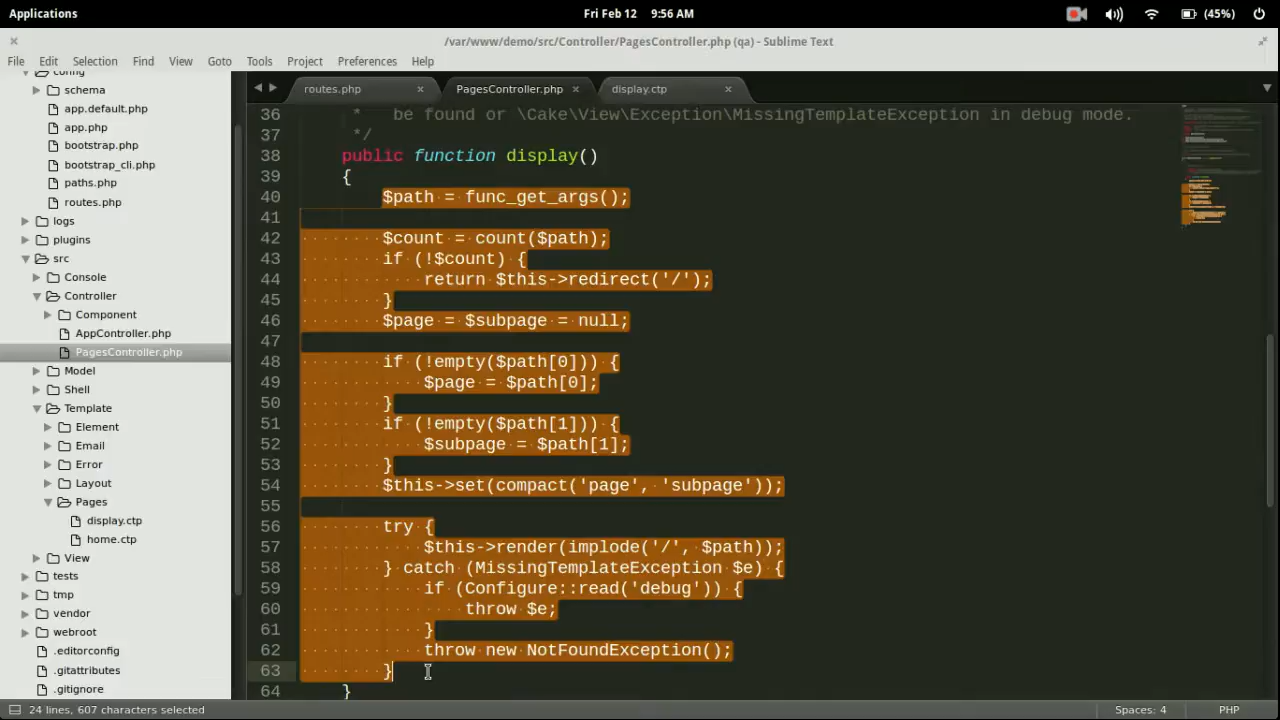 Applications
Fri Feb 12 9:56 AM
(45%)
/var/www/demo/src/Controller/PagesController.php (qa) - Sublime Text
File Edit Selection Find View Goto Tools Project Preferences Help
config
schema
app.default.php
app.php
bootstrap.php
bootstrap_cli.php
paths.php
routes.php
logs
plugins
src
Console
Controller
Component
AppController.php
PagesController.php
Model
Shell
Template
Element
Email
Error
Layout
Pages
display.ctp
home.ctp
View
tests
tmp
vendor
webroot
.editorconfig
.gitattributes
.gitignore
routes.php
PagesController.php
display.ctp
36 * be found or \Cake\View\Exception\MissingTemplateException in debug mode.
37 */
38 public function display()
39 {
40 $path = func_get_args();
41
42 $count = count($path);
43 if (!$count) {
44 return $this->redirect('/');
45 }
46 $page = $subpage = null;
47
48 if (!empty($path[0])) {
49 $page = $path[0];
50 }
51 if (!empty($path[1])) {
52 $subpage = $path[1];
53 }
54 $this->set(compact('page', 'subpage'));
55
56 try {
57 $this->render(implode('/', $path));
58 } catch (MissingTemplateException $e) {
59 if (Configure::read('debug')) {
60 throw $e;
61 }
62 throw new NotFoundException();
63 }
64 }
24 lines, 607 characters selected
Spaces: 4
PHP